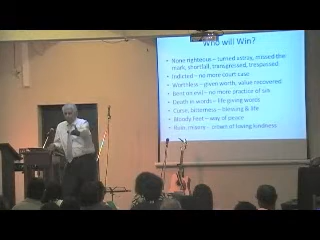 Who will Win?
• None righteous – turned astray, missed the
mark, shortfall, transgressed, trespassed
• Indicted – no more court case
• Worthless – given worth, value recovered
• Bent on evil – no more practice of sin
• Death in words – life giving words
• Curse, bitterness – blessing & life
• Bloody Feet – way of peace
• Ruin, misery – crown of loving kindness